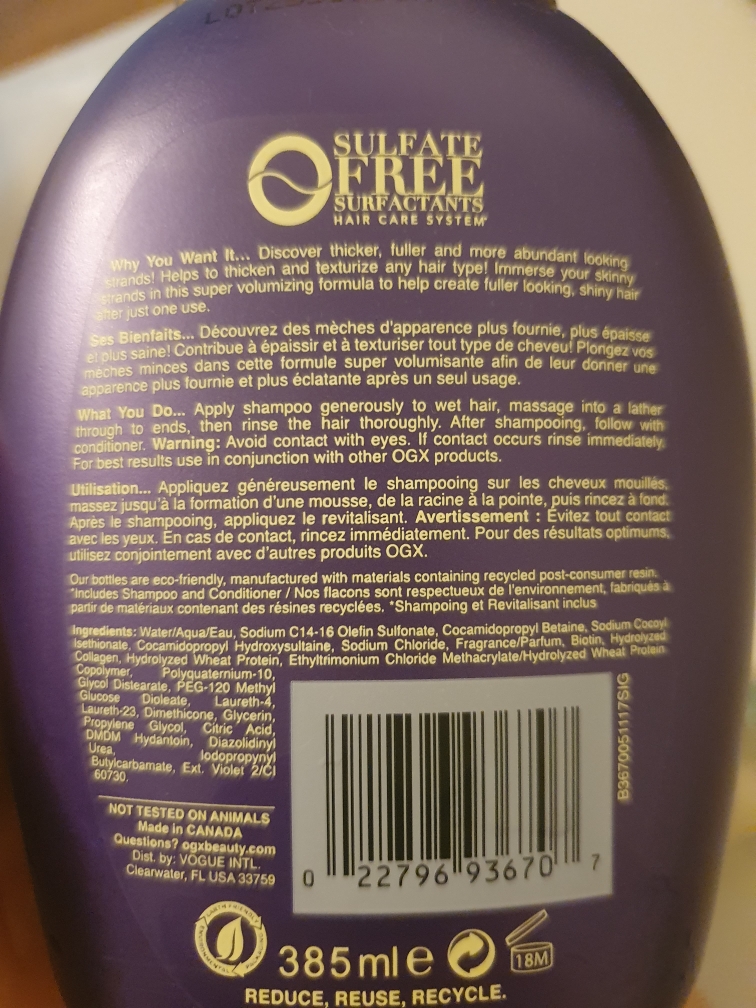 SULFATE
FREE
SURFACTANTS
HAIR CARE SYSTEM
Why You Want It... Discover thicker, fuller and more abundant looking
strands! Helps to thicken and texturize any hair type! Immerse your skinny
strands in this super volumizing formula to help create fuller looking, shiny hair
after just one use.
Ses Bienfaits... Découvrez des mèches d'apparence plus fournie, plus épaisse
et plus saine! Contribue à épaissir et à texturiser tout type de cheveu! Plongez vos
mèches minces dans cette formule super volumisante afin de leur donner une
apparence plus fournie et plus éclatante après un seul usage.
What You Do... Apply shampoo generously to wet hair, massage into a lather
through to ends, then rinse the hair thoroughly. After shampooing, follow with
conditioner. Warning: Avoid contact with eyes. If contact occurs rinse immediately.
For best results use in conjunction with other OGX products.
Utilisation... Appliquez généreusement le shampooing sur les cheveux mouillés,
massez jusqu'à la formation d'une mousse, de la racine à la pointe, puis rincez à fond.
Après le shampooing, appliquez le revitalisant. Avertissement : Évitez tout contact
avec les yeux. En cas de contact, rincez immédiatement. Pour des résultats optimums,
utilisez conjointement avec d'autres produits OGX.
Our bottles are eco-friendly, manufactured with materials containing recycled post-consumer resin.
*Includes Shampoo and Conditioner / Nos flacons sont respectueux de l'environnement, fabriqués à
partir de matériaux contenant des résines recyclées. *Shampoing et Revitalisant inclus
Ingredients: Water/Aqua/Eau, Sodium C14-16 Olefin Sulfonate, Cocamidopropyl Betaine, Sodium Cocoyl
Isethionate, Cocamidopropyl Hydroxysultaine, Sodium Chloride, Fragrance/Parfum, Biotin, Hydrolyzed
Collagen, Hydrolyzed Wheat Protein, Ethyltrimonium Chloride Methacrylate/Hydrolyzed Wheat Protein
Copolymer, Polyquaternium-10,
Glycol Distearate, PEG-120 Methyl
Glucose Dioleate, Laureth-4,
Laureth-23, Dimethicone, Glycerin,
Propylene Glycol, Citric Acid,
DMDM Hydantoin, Diazolidinyl
Urea, Iodopropynyl
Butylcarbamate, Ext. Violet 2/CI
60730.
B3670051117SIG
NOT TESTED ON ANIMALS
Made in CANADA
Questions? ogxbeauty.com
Dist. by: VOGUE INTL.
Clearwater, FL USA 33759
0 22796 93670 7
385 ml e
18M
REDUCE, REUSE, RECYCLE.